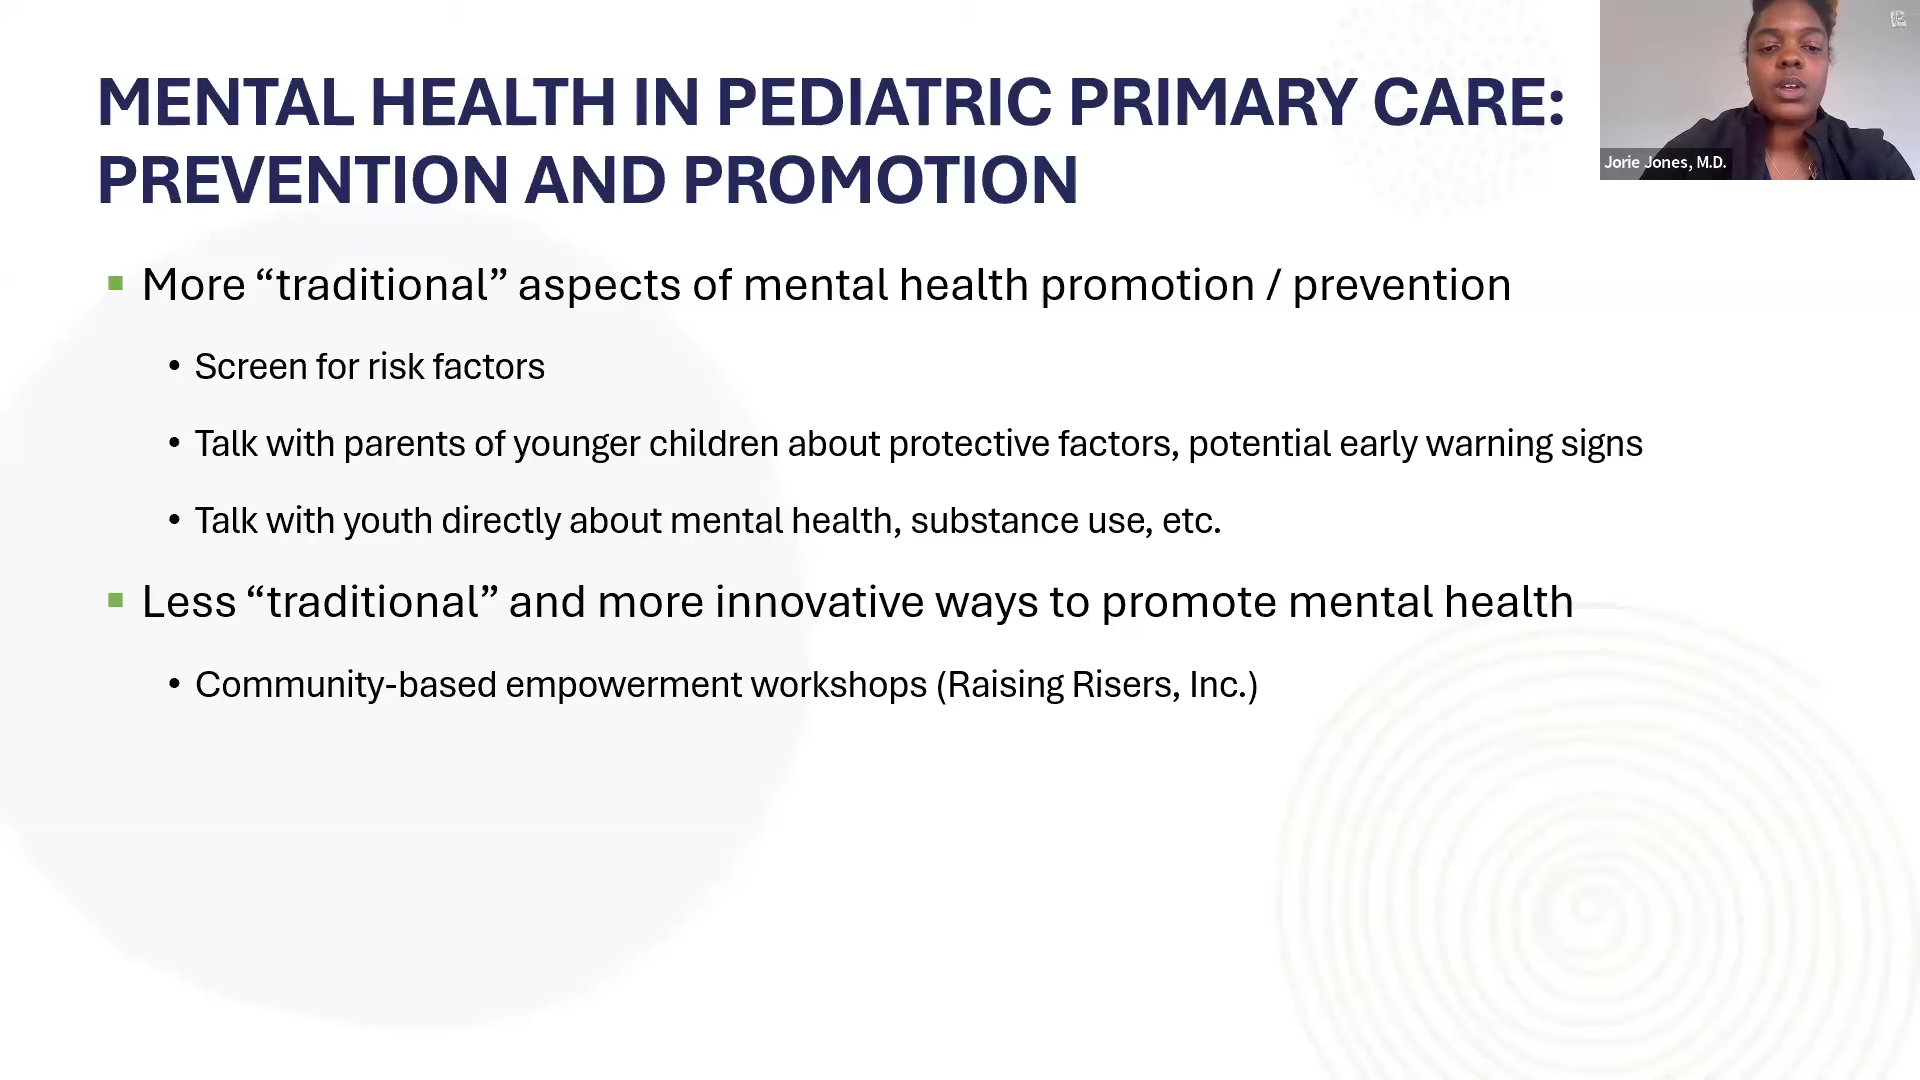 MENTAL HEALTH IN PEDIATRIC PRIMARY CARE:
PREVENTION AND PROMOTION
Jorie Jones, M.D.
▪ More “traditional” aspects of mental health promotion / prevention
• Screen for risk factors
• Talk with parents of younger children about protective factors, potential early warning signs
• Talk with youth directly about mental health, substance use, etc.
▪ Less “traditional” and more innovative ways to promote mental health
• Community-based empowerment workshops (Raising Risers, Inc.)